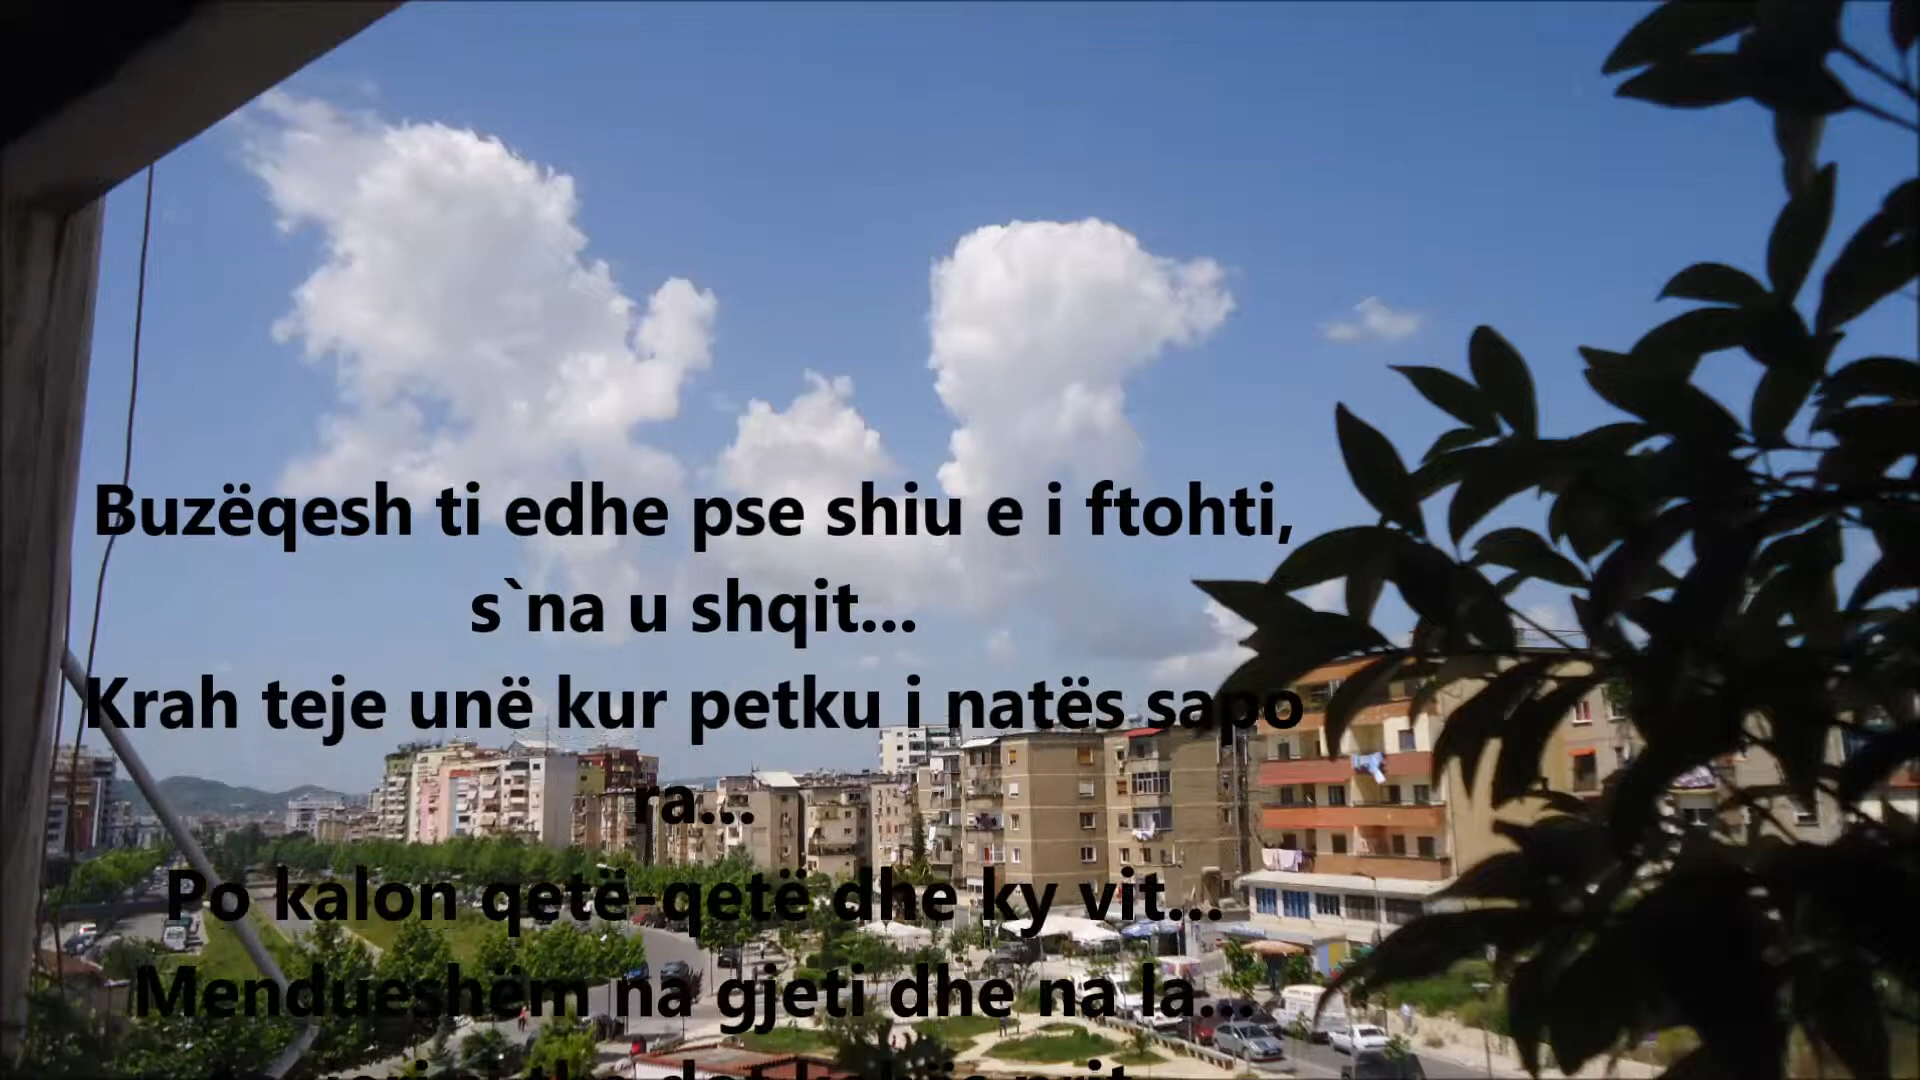 Buzëqesh ti edhe pse shiu e i ftohti,
s`na u shqit...
Krah teje unë kur petku i natës sapo
ra...
Po kalon qetë-qetë dhe ky vit...
Mendueshëm na gjeti dhe na la...